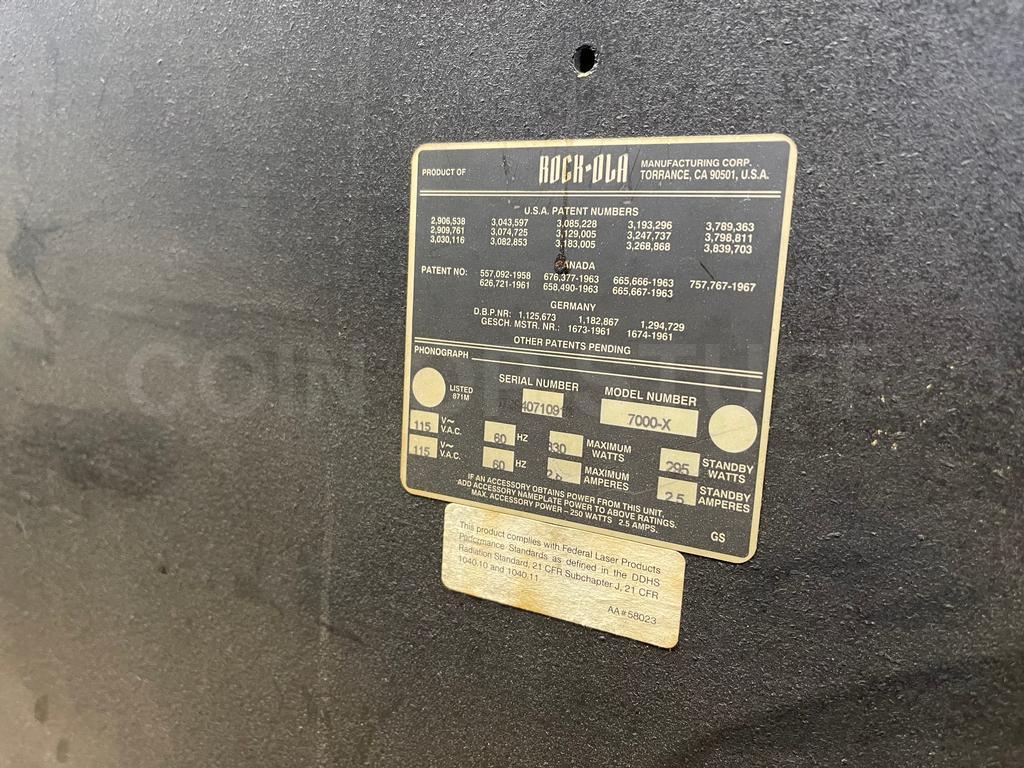 PRODUCT OF ROCK-OLA MANUFACTURING CORP.
TORRANCE, CA 90501, U.S.A.
U.S.A. PATENT NUMBERS
2,906,538 3,043,597 3,085,228 3,193,296 3,789,363
2,909,761 3,074,725 3,129,005 3,247,737 3,798,811
3,030,116 3,082,853 3,183,005 3,268,868 3,839,703
CANADA
PATENT NO: 557,092-1958 676,377-1963 665,666-1963 757,767-1967
626,721-1961 658,490-1963 665,667-1963
GERMANY
D.B.P.NR: 1,125,673 1,182,867 1,294,729
GESCH. MSTR. NR.: 1673-1961 1674-1961
OTHER PATENTS PENDING
PHONOGRAPH
LISTED
871M
SERIAL NUMBER
MODEL NUMBER
7000-X
115 V~
V.A.C. 60 HZ MAXIMUM
WATTS 295 STANDBY
WATTS
115 V~
V.A.C. 60 HZ MAXIMUM
AMPERES 2.5 STANDBY
AMPERES
IF AN ACCESSORY OBTAINS POWER FROM THIS UNIT,
ADD ACCESSORY NAMEPLATE POWER TO ABOVE RATINGS.
MAX. ACCESSORY POWER – 250 WATTS 2.5 AMPS.
GS
This product complies with Federal Laser Products
Performance Standards as defined in the DDHS
Radiation Standard, 21 CFR Subchapter J, 21 CFR
1040.10 and 1040.11.
AA#58023